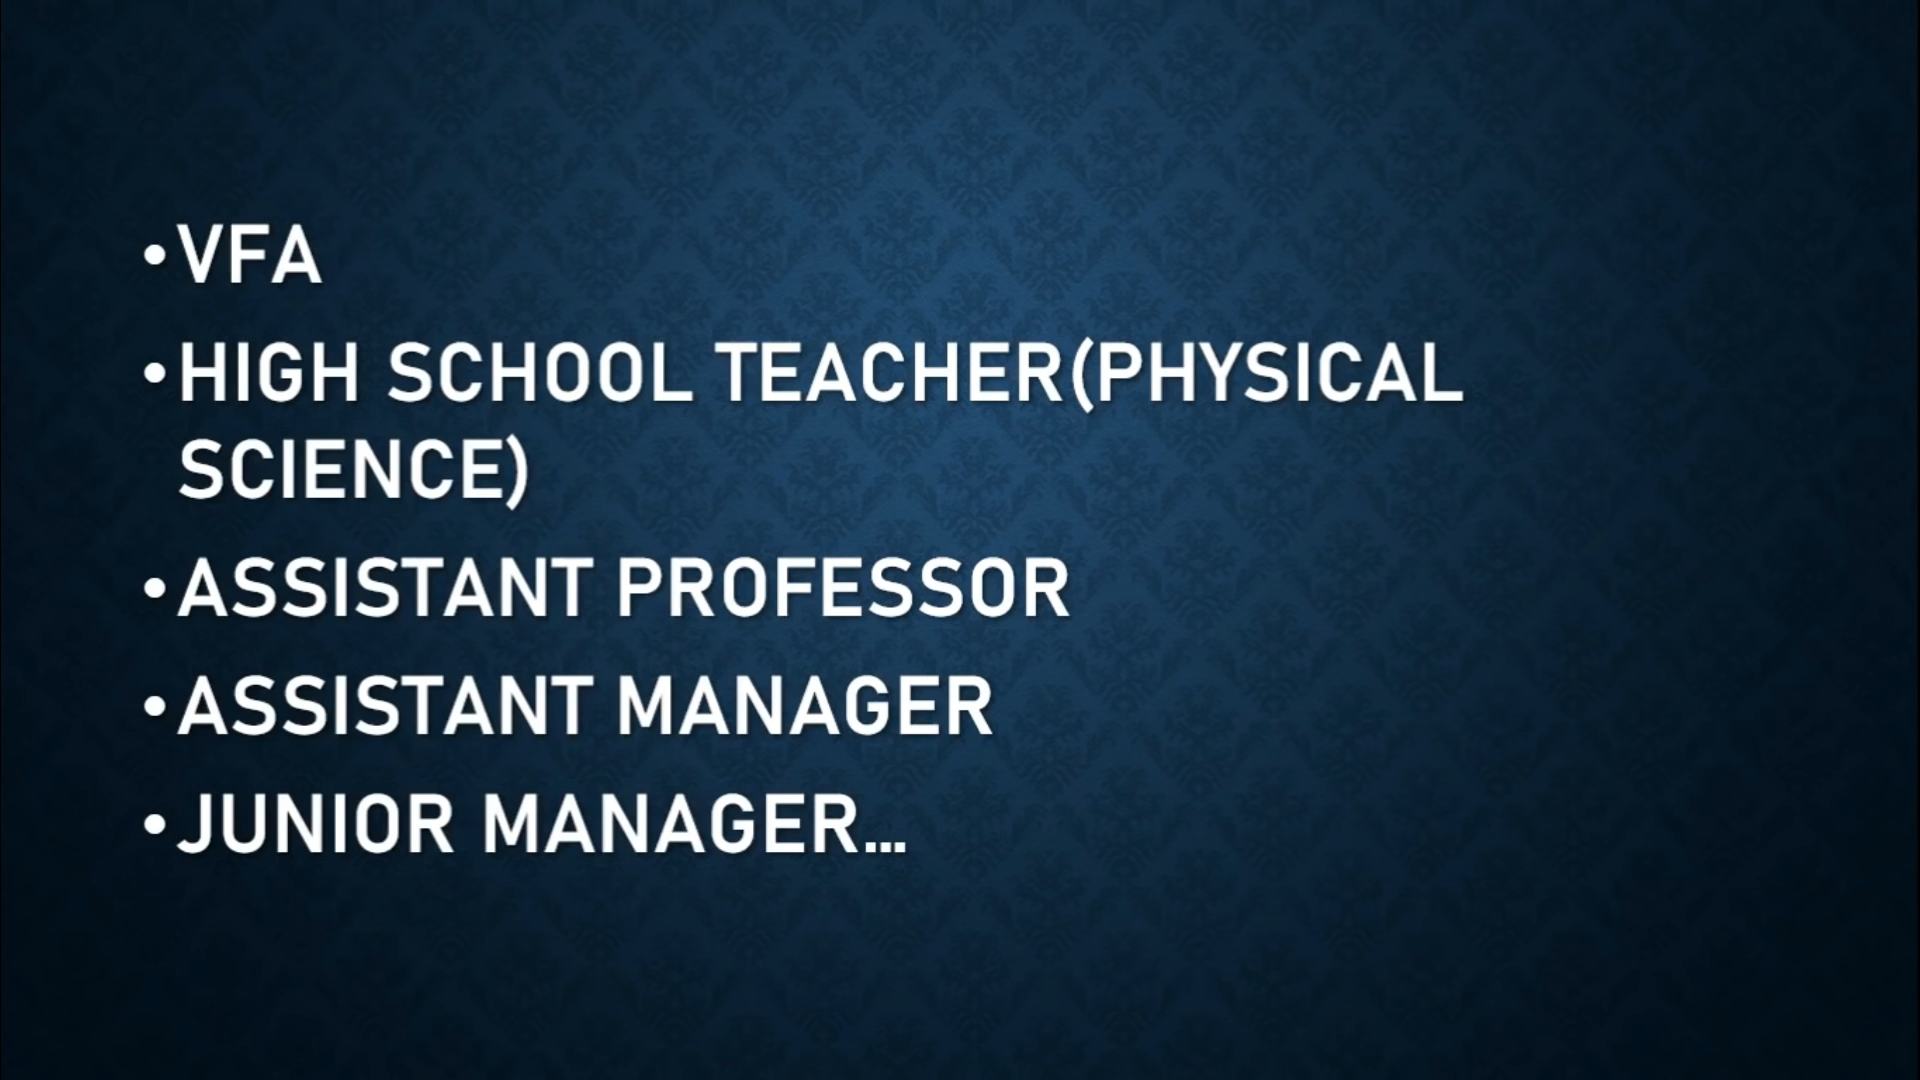 • VFA
• HIGH SCHOOL TEACHER(PHYSICAL
SCIENCE)
• ASSISTANT PROFESSOR
• ASSISTANT MANAGER
• JUNIOR MANAGER...